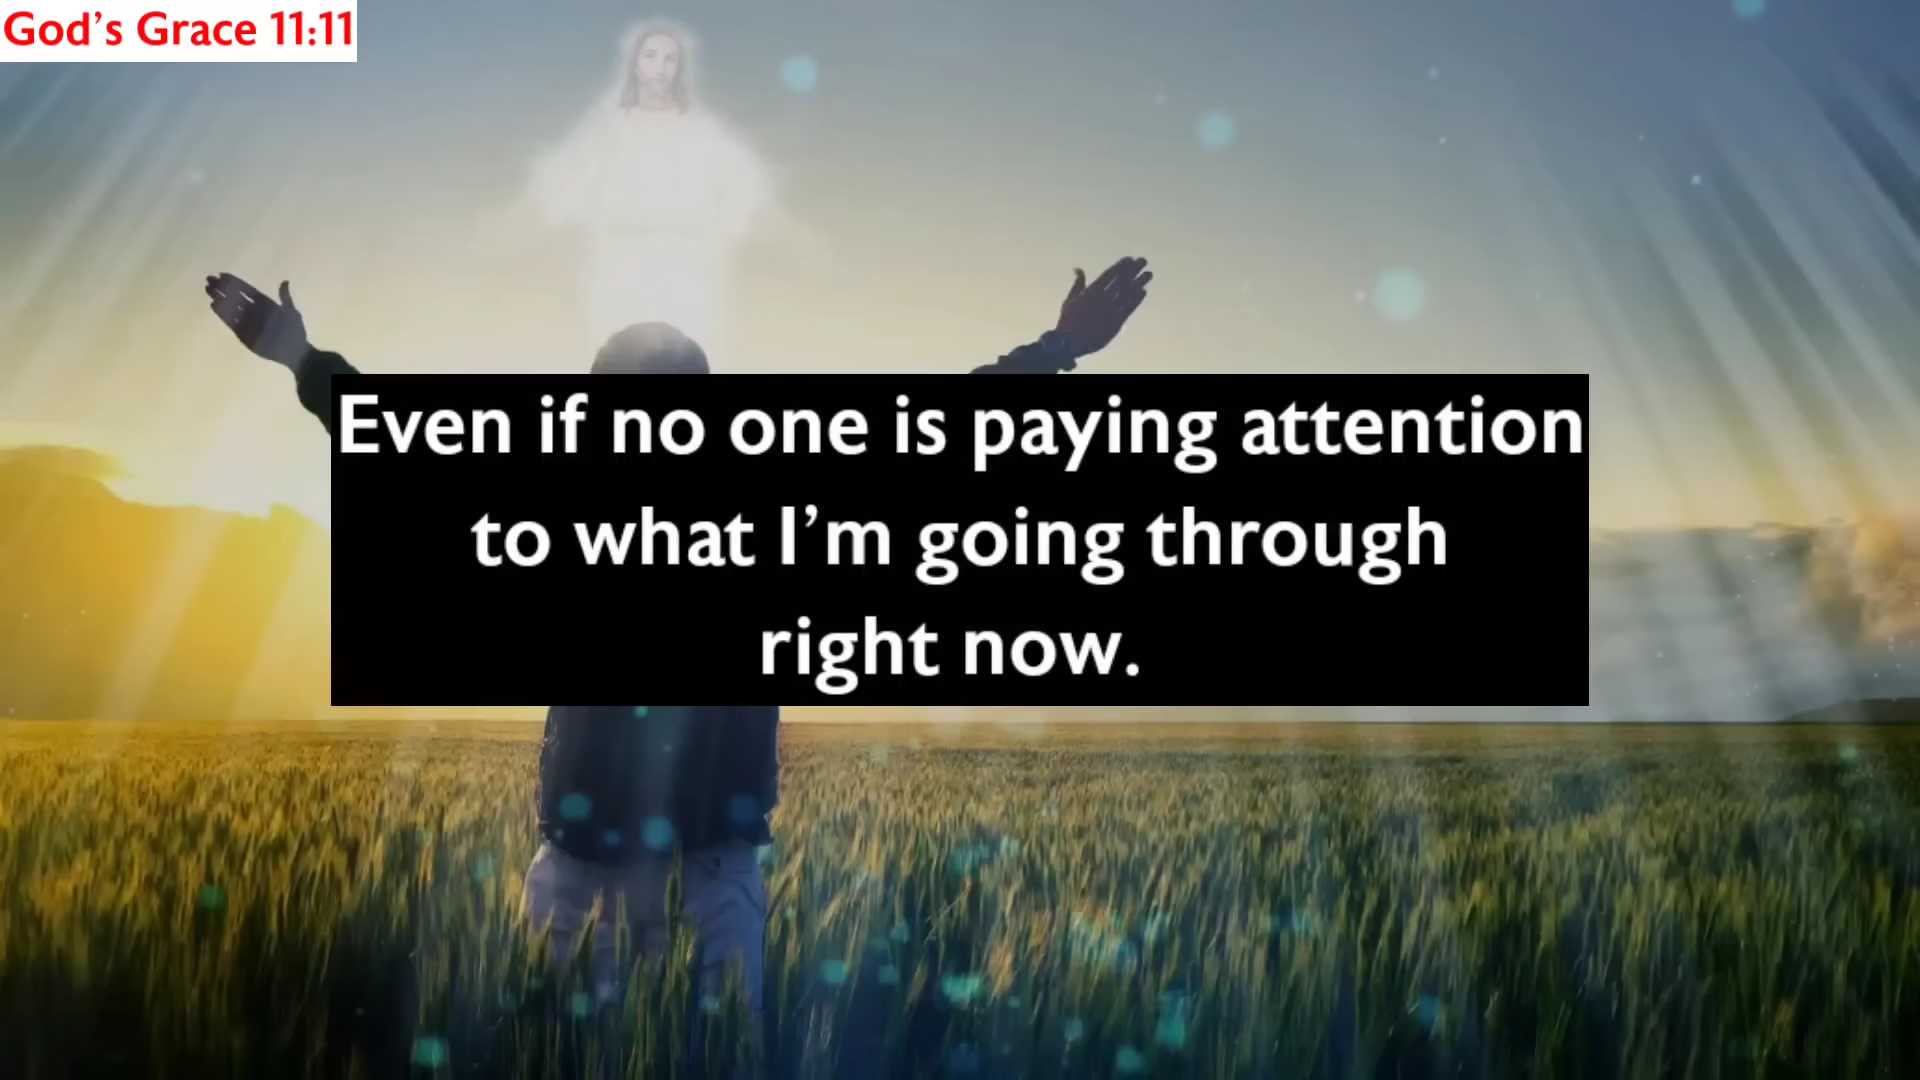 God’s Grace 11:11
Even if no one is paying attention
to what I’m going through
right now.